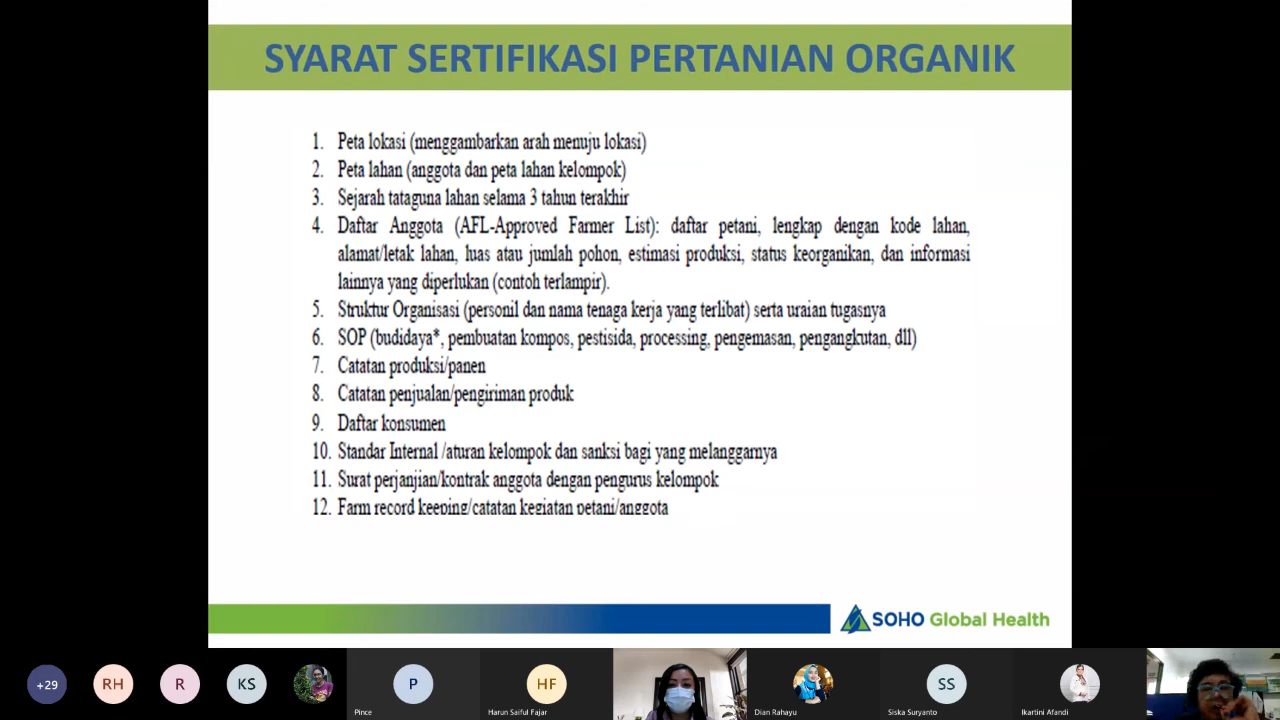 SYARAT SERTIFIKASI PERTANIAN ORGANIK
1. Peta lokasi (menggambarkan arah menuju lokasi)
2. Peta lahan (anggota dan peta lahan kelompok)
3. Sejarah tataguna lahan selama 3 tahun terakhir
4. Daftar Anggota (AFL-Approved Farmer List): daftar petani, lengkap dengan kode lahan,
alamat/letak lahan, luas atau jumlah pohon, estimasi produksi, status keorganikan, dan informasi
lainnya yang diperlukan (contoh terlampir).
5. Struktur Organisasi (personil dan nama tenaga kerja yang terlibat) serta uraian tugasnya
6. SOP (budidaya*, pembuatan kompos, pestisida, processing, pengemasan, pengangkutan, dll)
7. Catatan produksi/panen
8. Catatan penjualan/pengiriman produk
9. Daftar konsumen
10. Standar Internal /aturan kelompok dan sanksi bagi yang melanggarnya
11. Surat perjanjian/kontrak anggota dengan pengurus kelompok
12. Farm record keeping/catatan kegiatan petani/anggota
SOHO Global Health
+29 RH R KS P HF SS
Pince Harun Saiful Fajar Dian Rahayu Siska Suryanto Ikartini Afandi